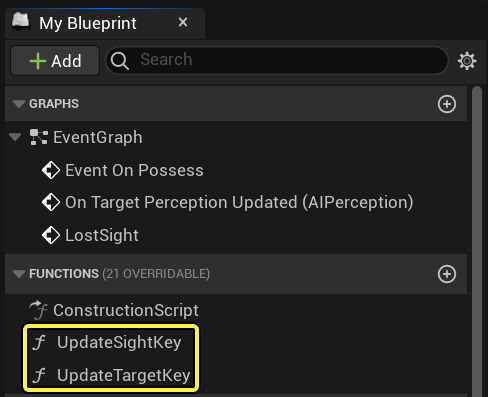 My Blueprint
Add
Search
GRAPHS
EventGraph
Event On Possess
On Target Perception Updated (AIPerception)
LostSight
FUNCTIONS (21 OVERRIDABLE)
ConstructionScript
UpdateSightKey
UpdateTargetKey